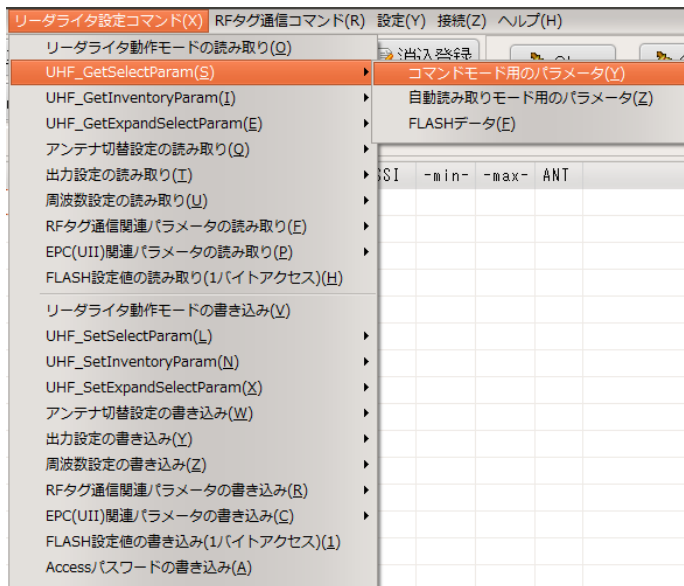 リーダライタ設定コマンド(X) RFタグ通信コマンド(R) 設定(Y) 接続(Z) ヘルプ(H)
リーダライタ動作モードの読み取り(O)
UHF_GetSelectParam(S)
コマンドモード用のパラメータ(Y)
UHF_GetInventoryParam(I)
自動読み取りモード用のパラメータ(Z)
UHF_GetExpandSelectParam(E)
FLASHデータ(F)
アンテナ切替設定の読み取り(Q)
出力設定の読み取り(T)
SSI -min- -max- ANT
周波数設定の読み取り(U)
RFタグ通信関連パラメータの読み取り(F)
EPC(UII)関連パラメータの読み取り(P)
FLASH設定値の読み取り(1バイトアクセス)(H)
リーダライタ動作モードの書き込み(V)
UHF_SetSelectParam(L)
UHF_SetInventoryParam(N)
UHF_SetExpandSelectParam(X)
アンテナ切替設定の書き込み(W)
出力設定の書き込み(Y)
周波数設定の書き込み(Z)
RFタグ通信関連パラメータの書き込み(R)
EPC(UII)関連パラメータの書き込み(C)
FLASH設定値の書き込み(1バイトアクセス)(1)
Accessパスワードの書き込み(A)